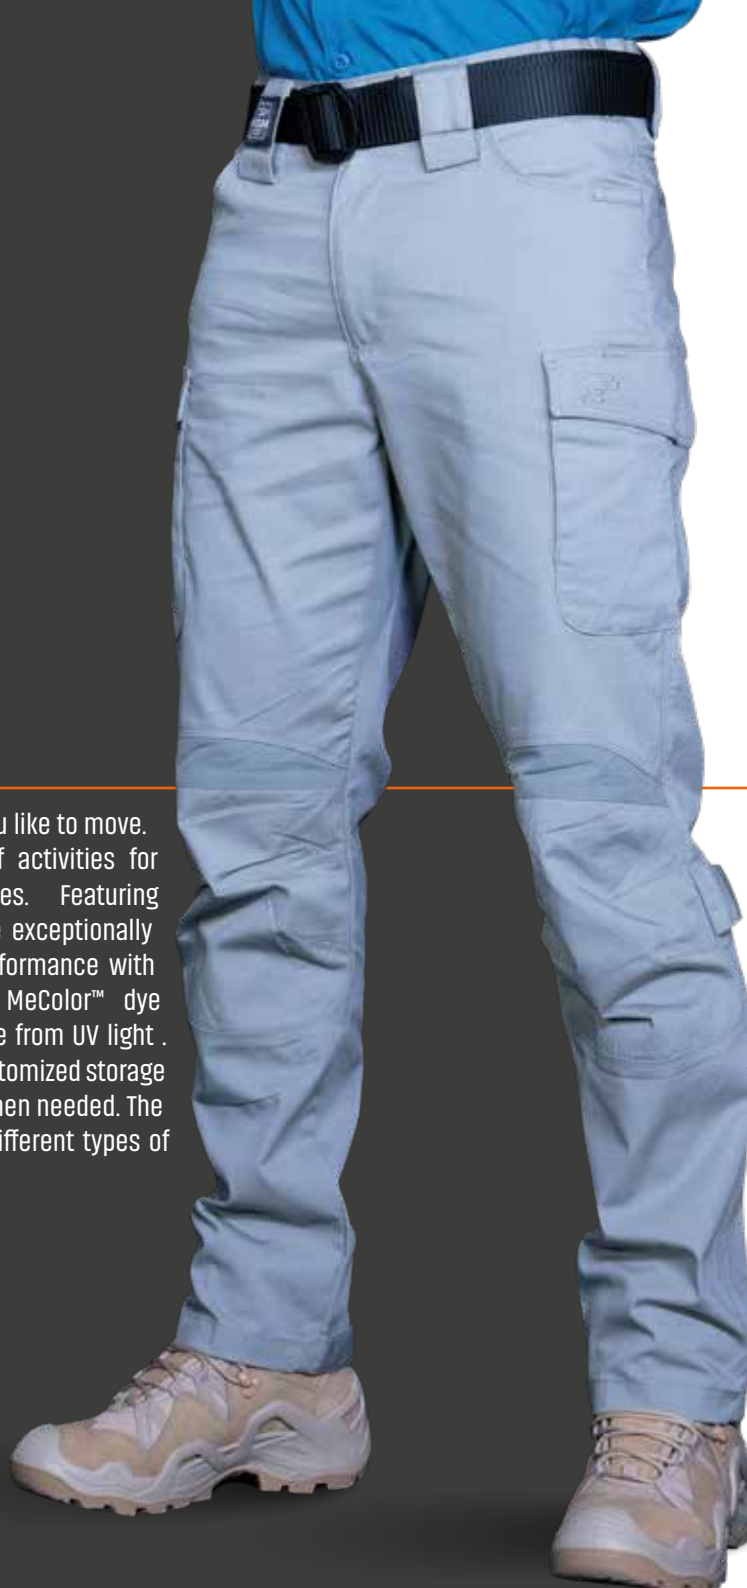 u like to move.
f activities for
es. Featuring
e exceptionally
formance with
MeColor™ dye
e from UV light .
tomized storage
hen needed. The
ifferent types of